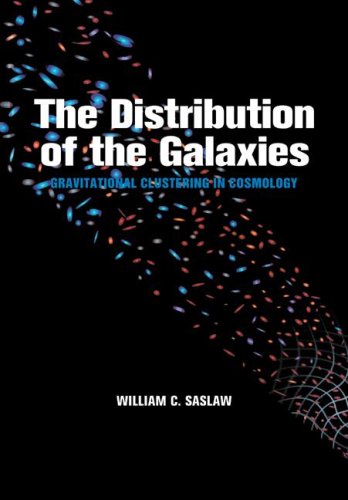 The Distribution
of the Galaxies
GRAVITATIONAL CLUSTERING IN COSMOLOGY
WILLIAM C. SASLAW